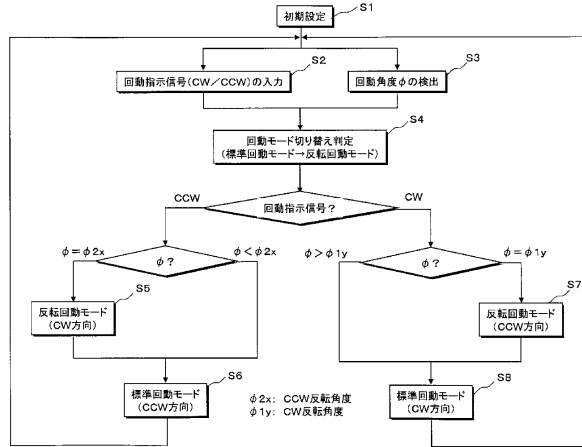 初期設定
S1
S2
回動指示信号(CW/CCW)の入力
S3
回動角度φの検出
S4
回動モード切り替え判定
(標準回動モード→反転回動モード)
回動指示信号?
CCW
CW
φ=φ2x
φ?
φ<φ2x
φ>φ1y
φ?
φ=φ1y
S5
反転回動モード
(CW方向)
S7
反転回動モード
(CCW方向)
S6
標準回動モード
(CCW方向)
S8
標準回動モード
(CW方向)
φ2x: CCW反転角度
φ1y: CW反転角度